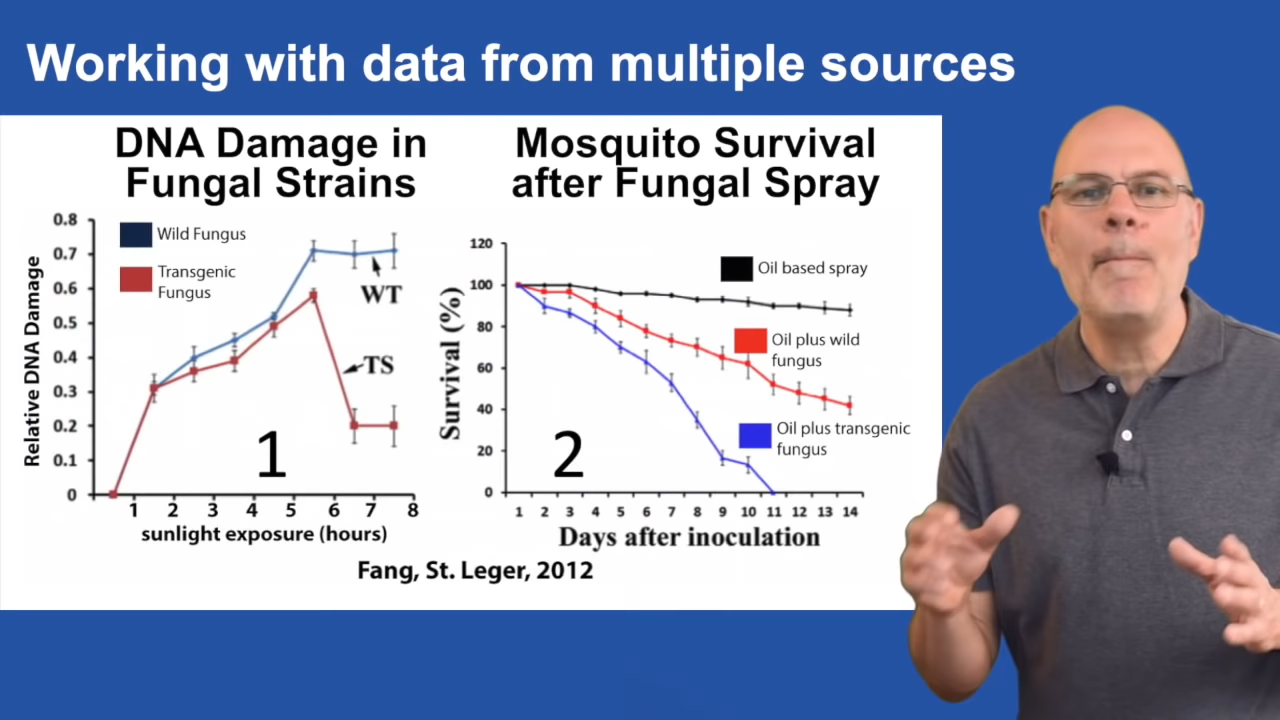 Working with data from multiple sources
DNA Damage in
Fungal Strains
0.8
0.7
0.6
0.5
0.4
0.3
0.2
0.1
0
Relative DNA Damage
Wild Fungus
Transgenic
Fungus
WT
TS
1
1 2 3 4 5 6 7 8
sunlight exposure (hours)
Mosquito Survival
after Fungal Spray
120
100
80
60
40
20
0
Survival (%)
Oil based spray
Oil plus wild
fungus
Oil plus transgenic
fungus
2
1 2 3 4 5 6 7 8 9 10 11 12 13 14
Days after inoculation
Fang, St. Leger, 2012